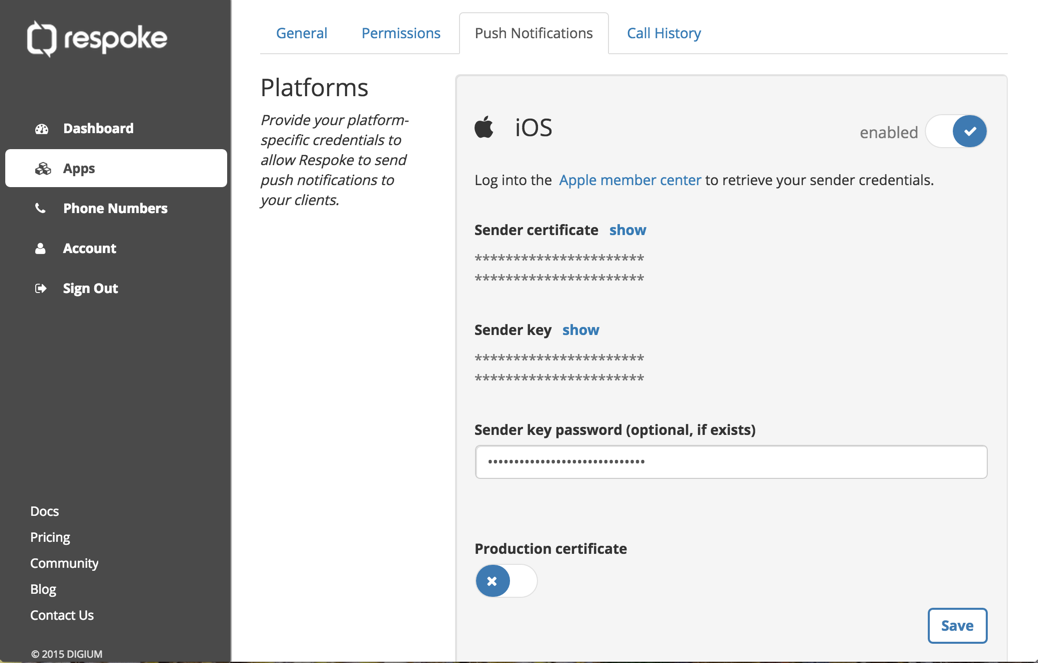 respoke
Dashboard
Apps
Phone Numbers
Account
Sign Out
Docs
Pricing
Community
Blog
Contact Us
© 2015 DIGIUM
General Permissions Push Notifications Call History
Platforms
Provide your platform-
specific credentials to
allow Respoke to send
push notifications to
your clients.
iOS
enabled
Log into the Apple member center to retrieve your sender credentials.
Sender certificate show
**********************
**********************
Sender key show
**********************
**********************
Sender key password (optional, if exists)
••••••••••••••••••••••••••••••
Production certificate
Save